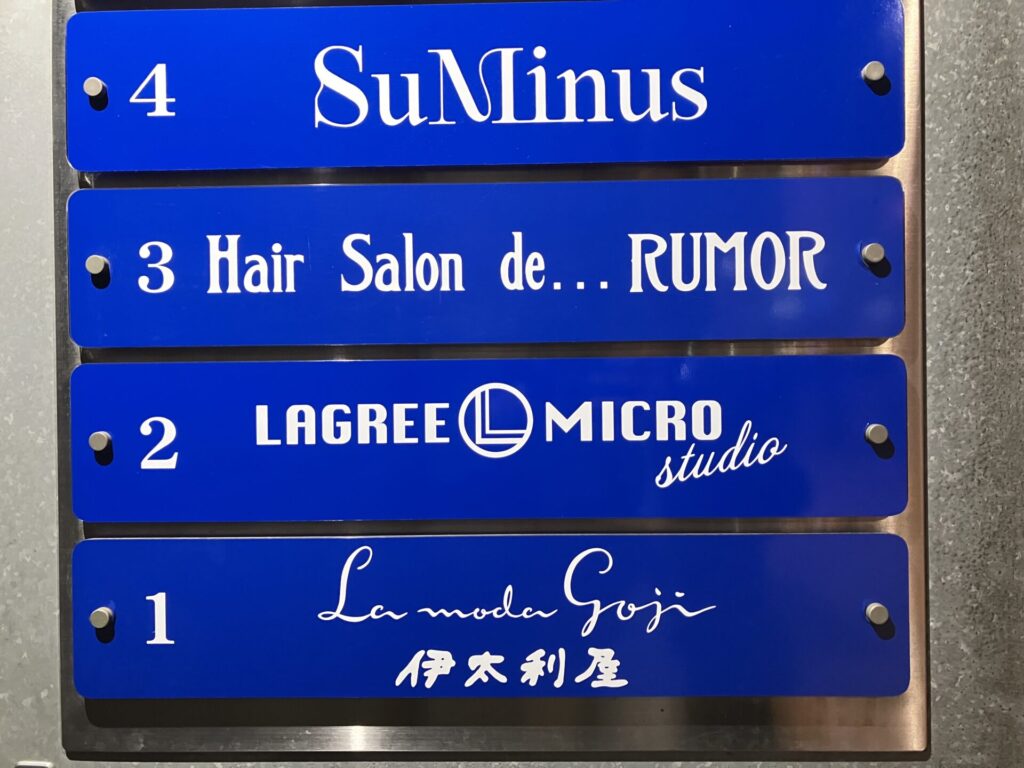 4 SuMinus
3 Hair Salon de... RUMOR
2 LAGREE MICRO
studio
1 La moda Goji
伊太利屋